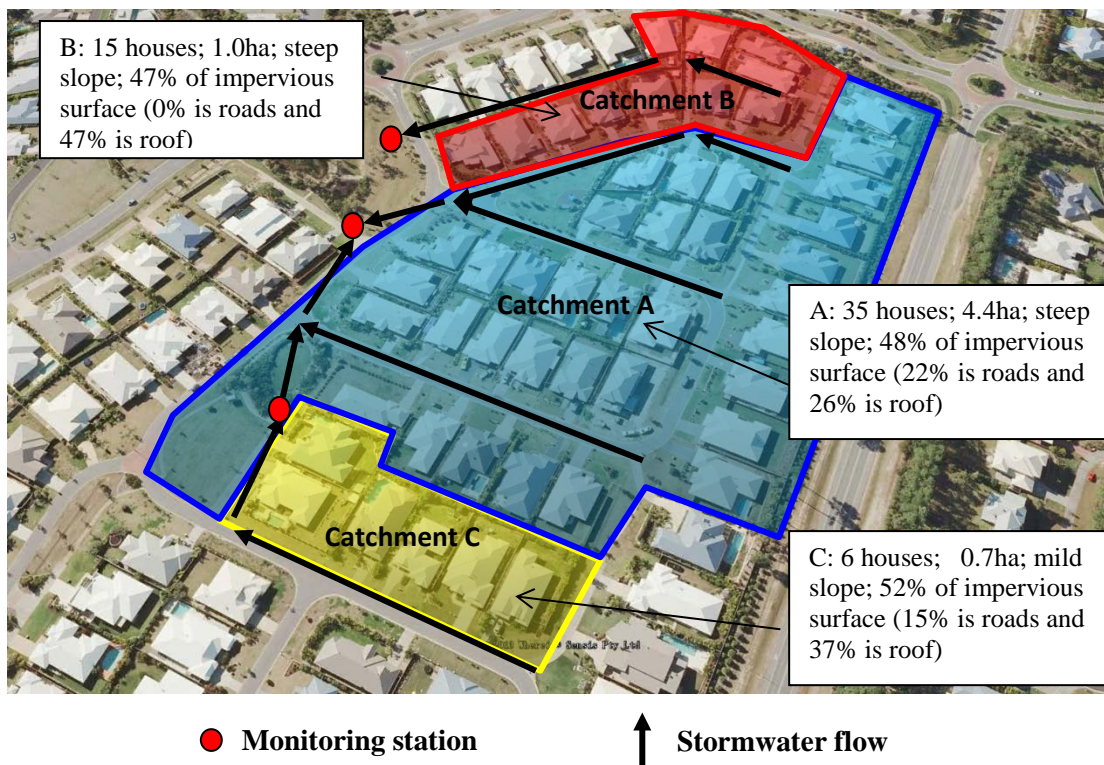 B: 15 houses; 1.0ha; steep
slope; 47% of impervious
surface (0% is roads and
47% is roof)
Catchment B
Catchment A
A: 35 houses; 4.4ha; steep
slope; 48% of impervious
surface (22% is roads and
26% is roof)
Catchment C
C: 6 houses; 0.7ha; mild
slope; 52% of impervious
surface (15% is roads and
37% is roof)
Sensis Pty Ltd
Monitoring station
Stormwater flow